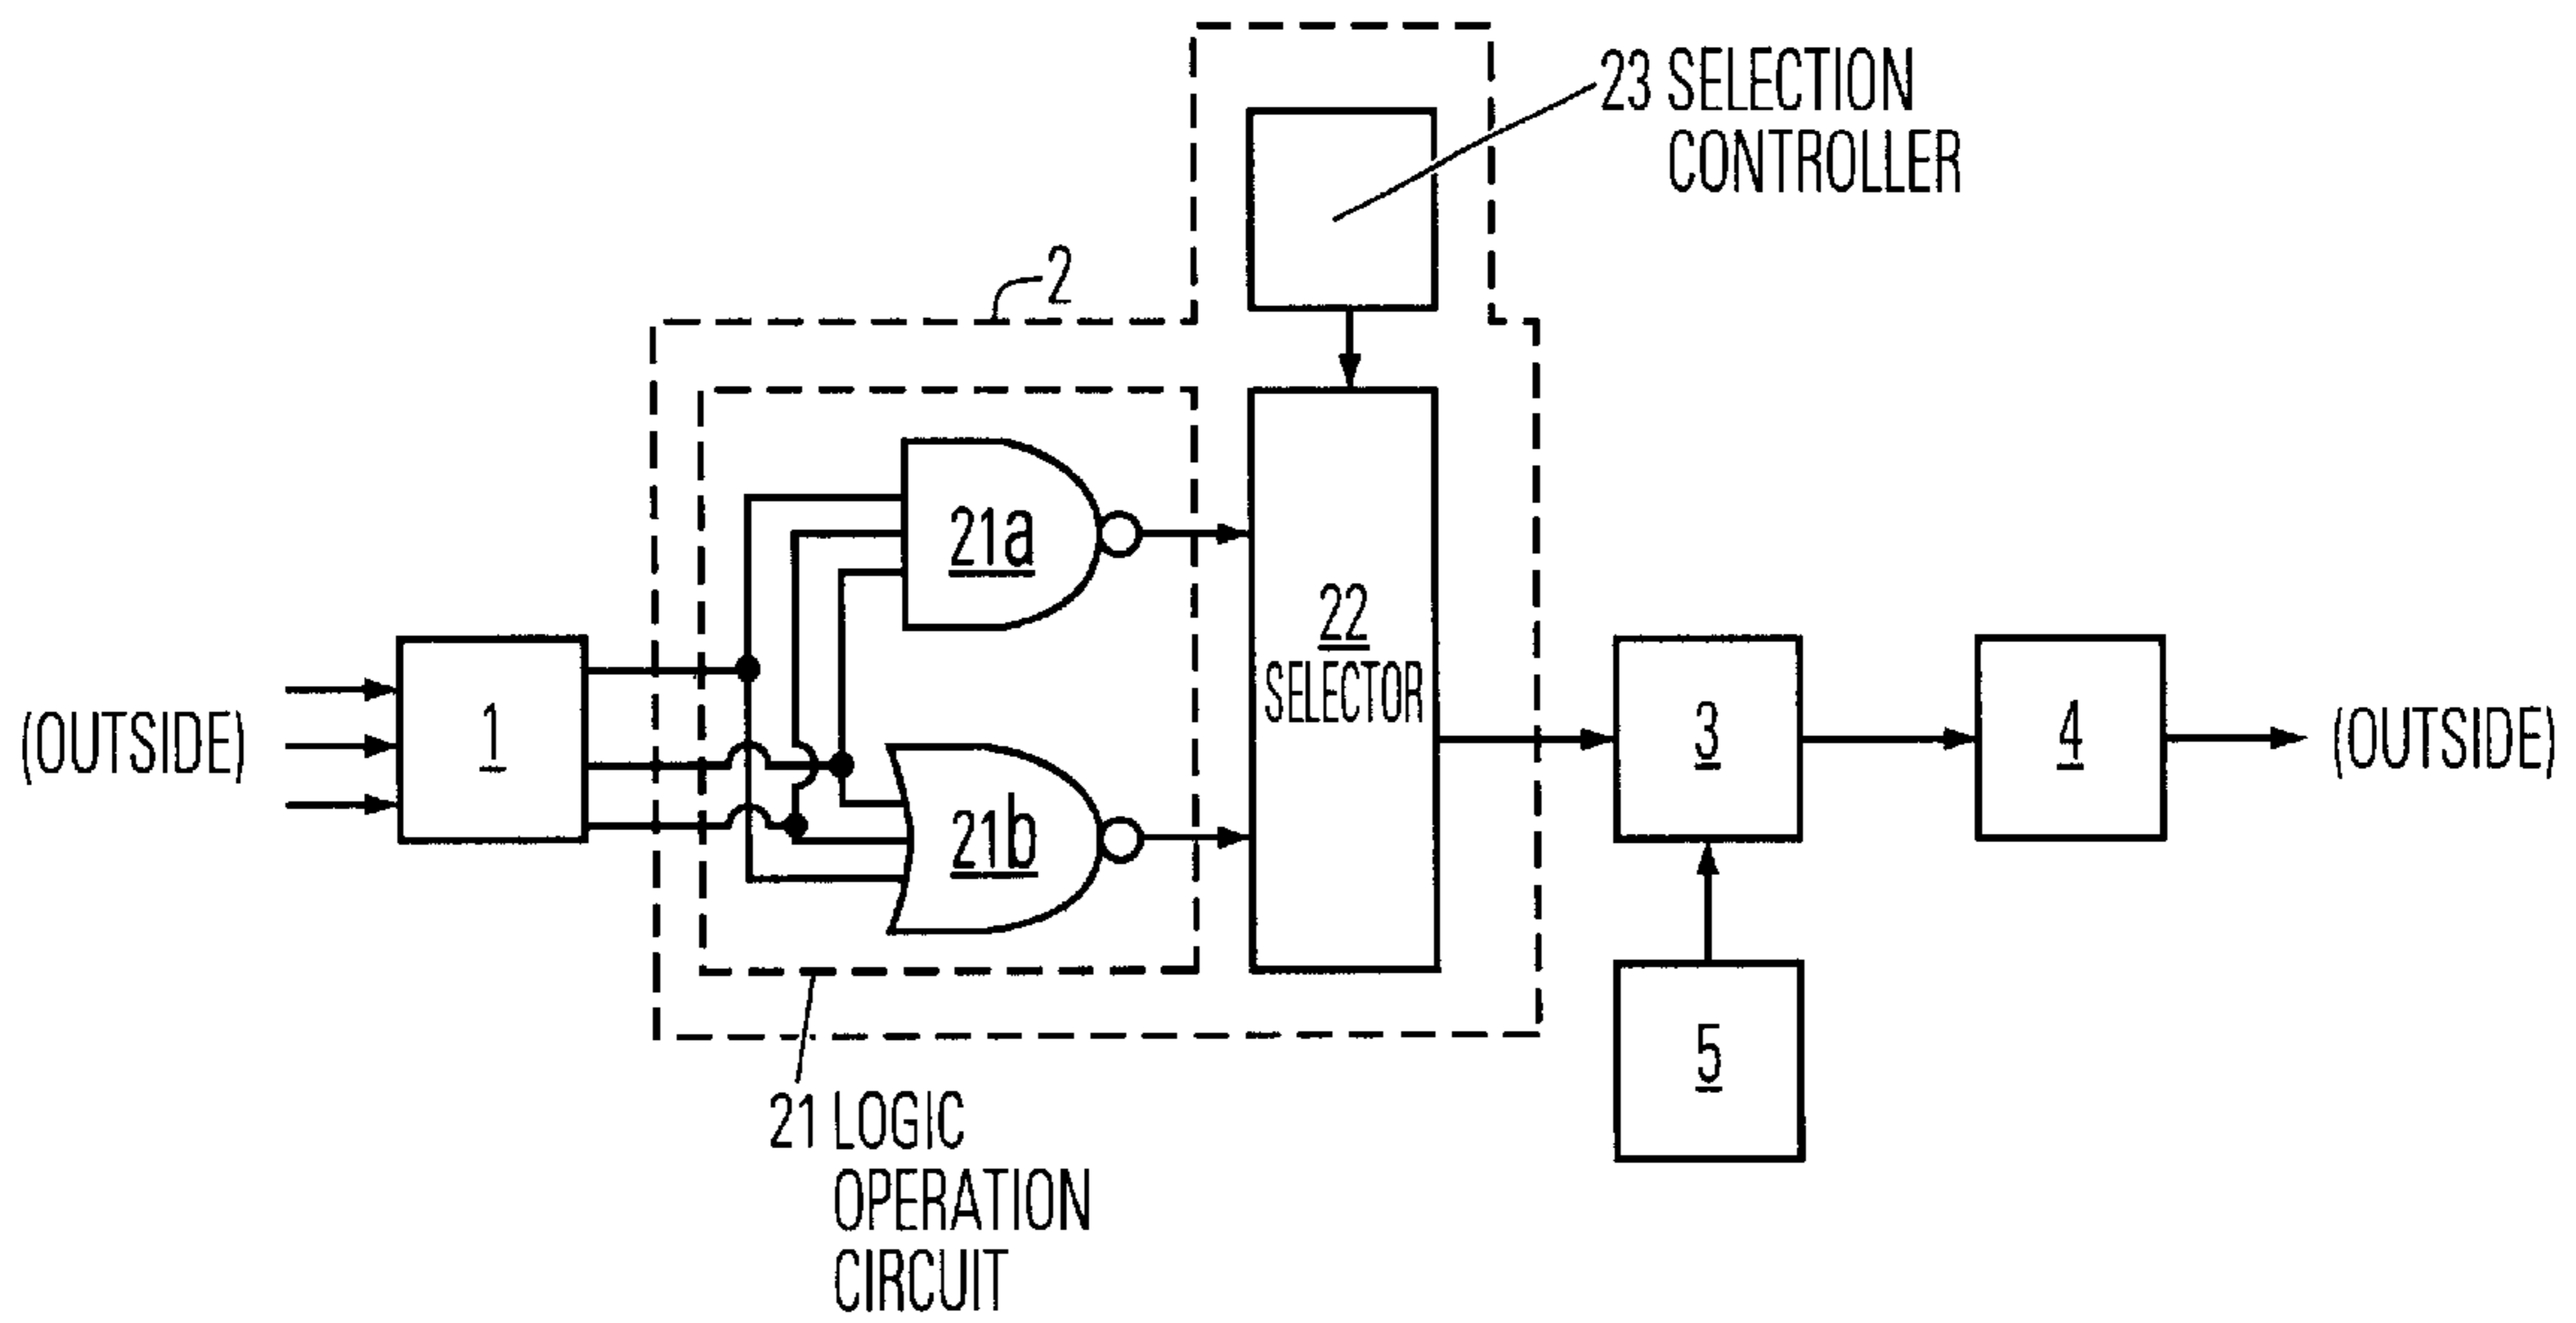 23 SELECTION
CONTROLLER
2
21a
22
SELECTOR
(OUTSIDE)
1
3
4
(OUTSIDE)
21b
5
21 LOGIC
OPERATION
CIRCUIT